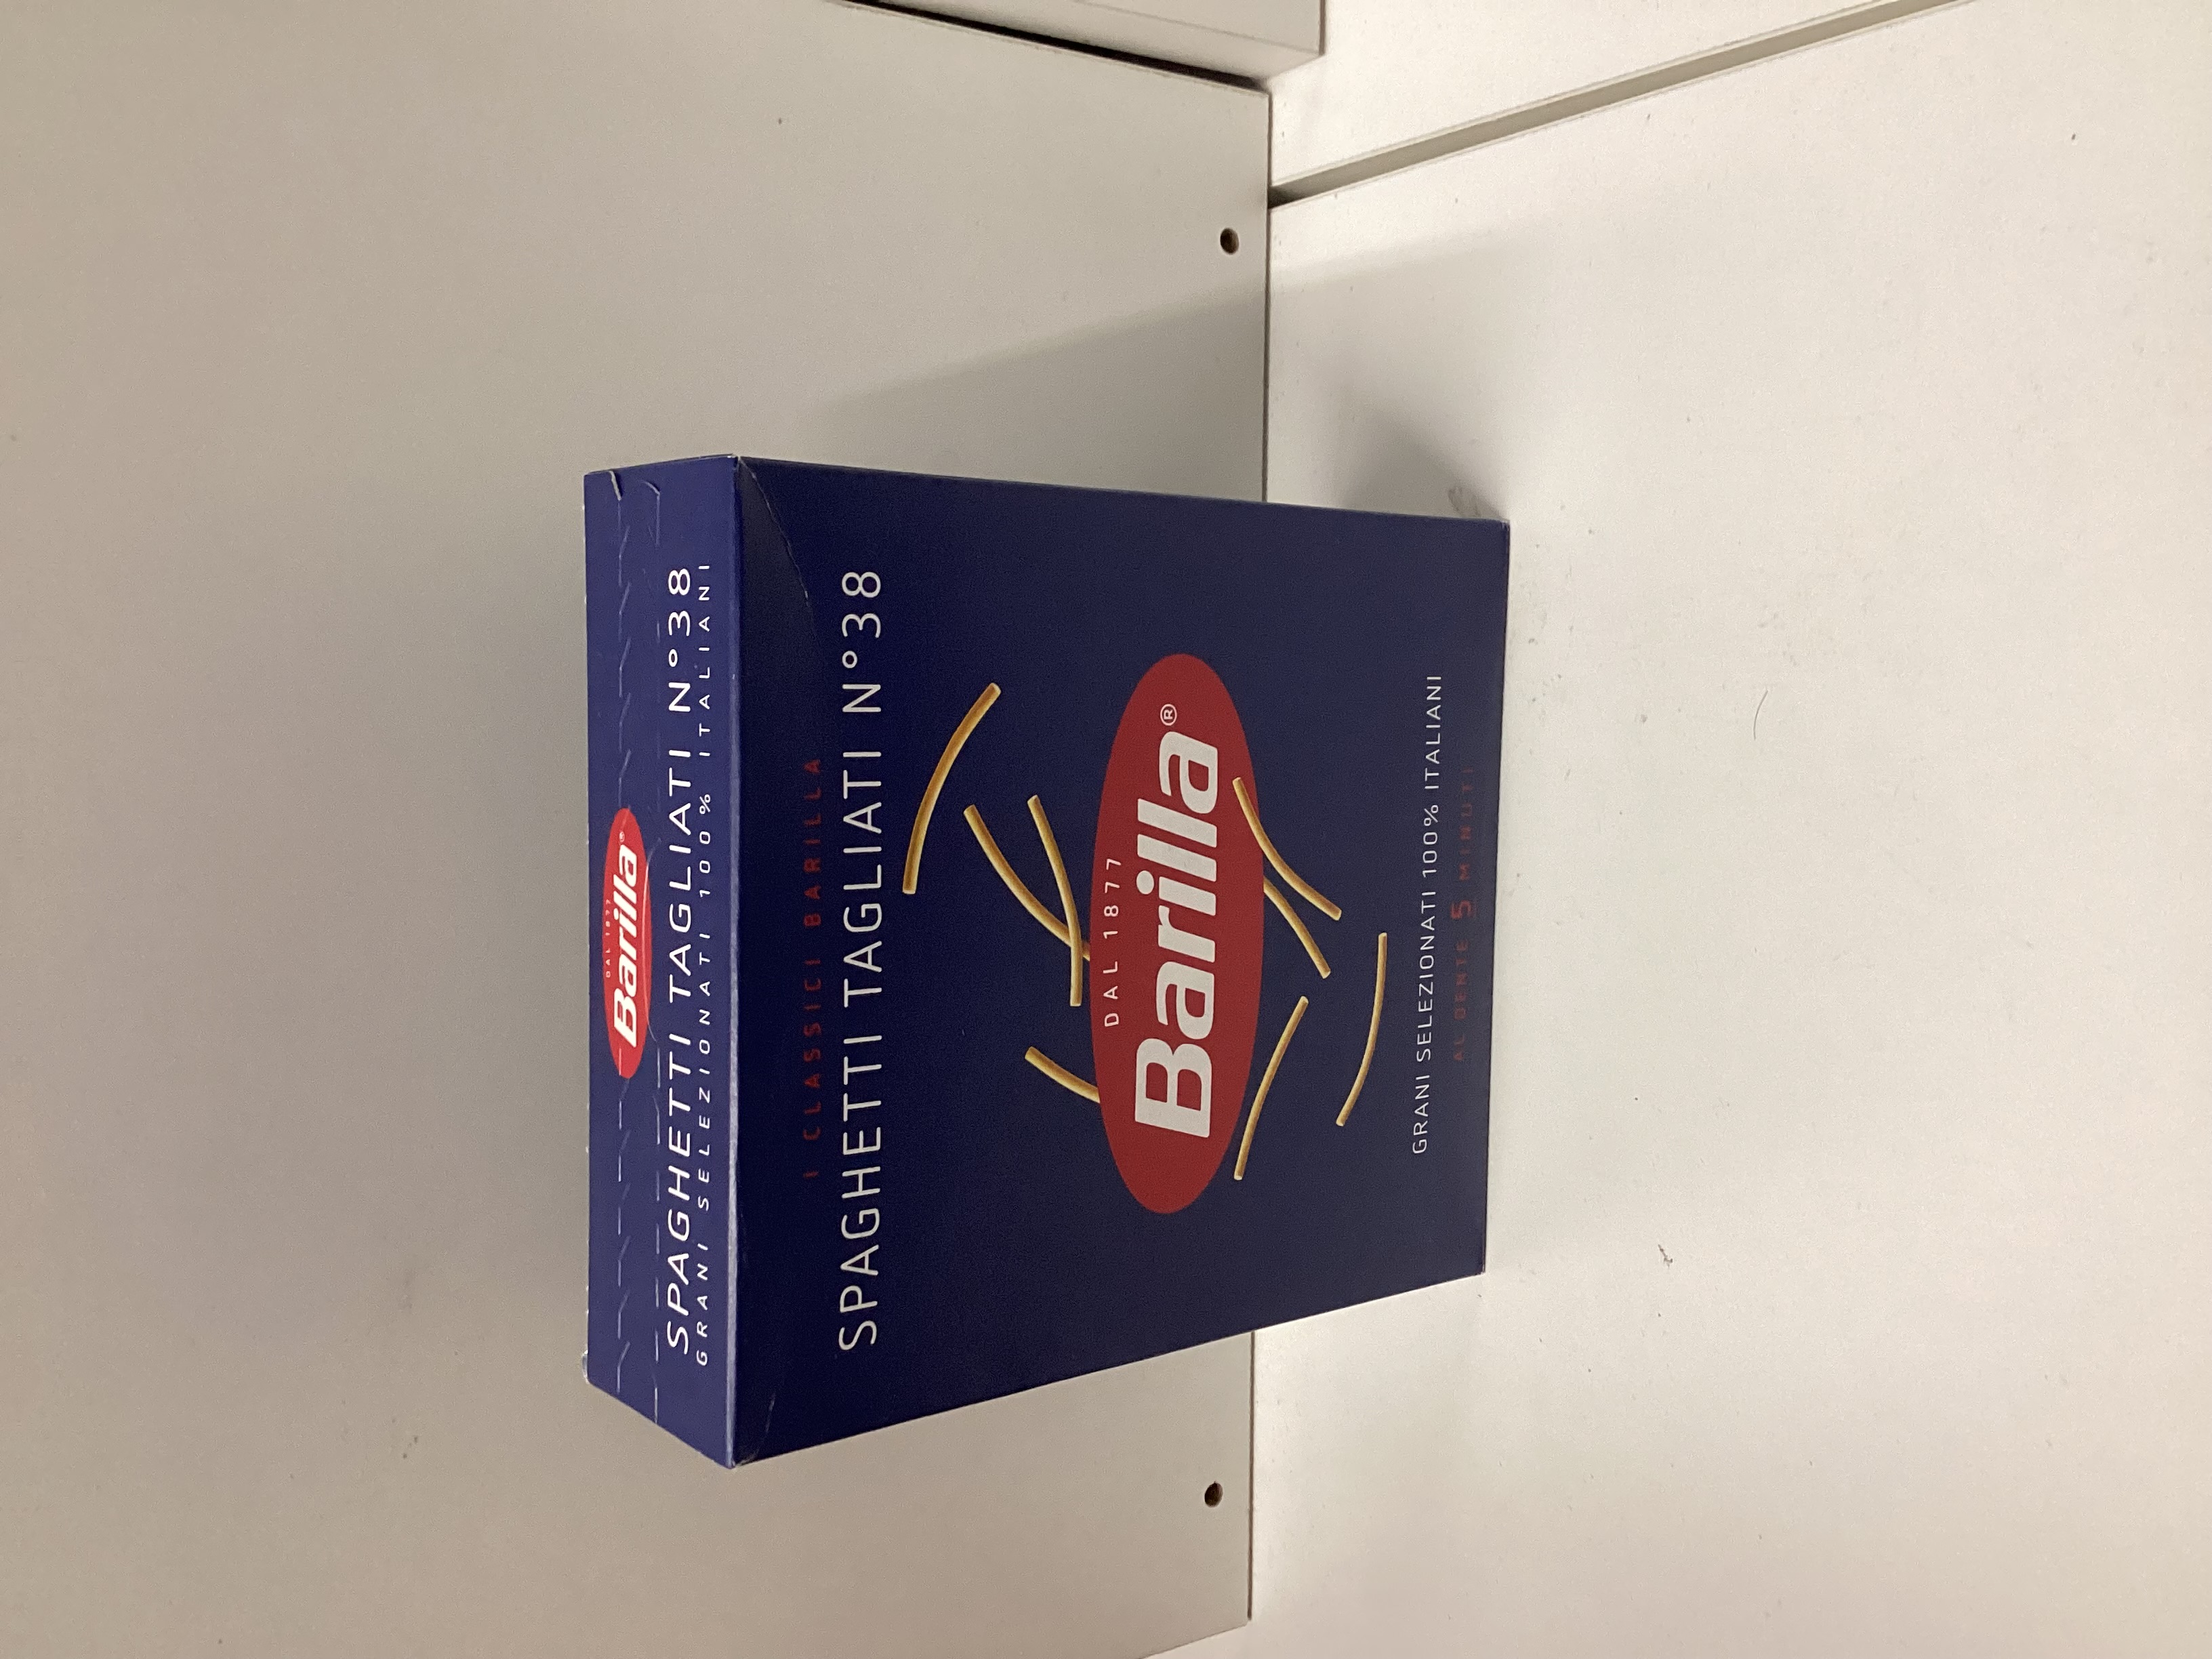 DAL 1877
Barilla®
SPAGHETTI TAGLIATI N°38
GRANI SELEZIONATI 100% ITALIANI
I CLASSICI BARILLA
SPAGHETTI TAGLIATI N°38
DAL 1877
Barilla®
GRANI SELEZIONATI 100% ITALIANI
AL DENTE 5 MINUTI